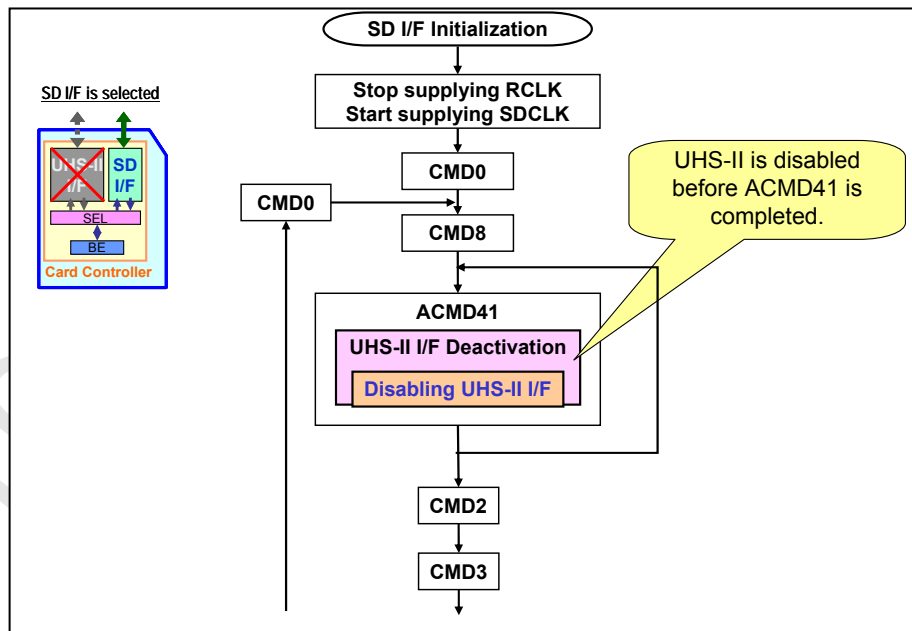 SD I/F Initialization
SD I/F is selected
Stop supplying RCLK
Start supplying SDCLK
UHS-II
I/F
SD
I/F
SEL
BE
Card Controller
CMD0
CMD0
CMD8
UHS-II is disabled
before ACMD41 is
completed.
ACMD41
UHS-II I/F Deactivation
Disabling UHS-II I/F
CMD2
CMD3